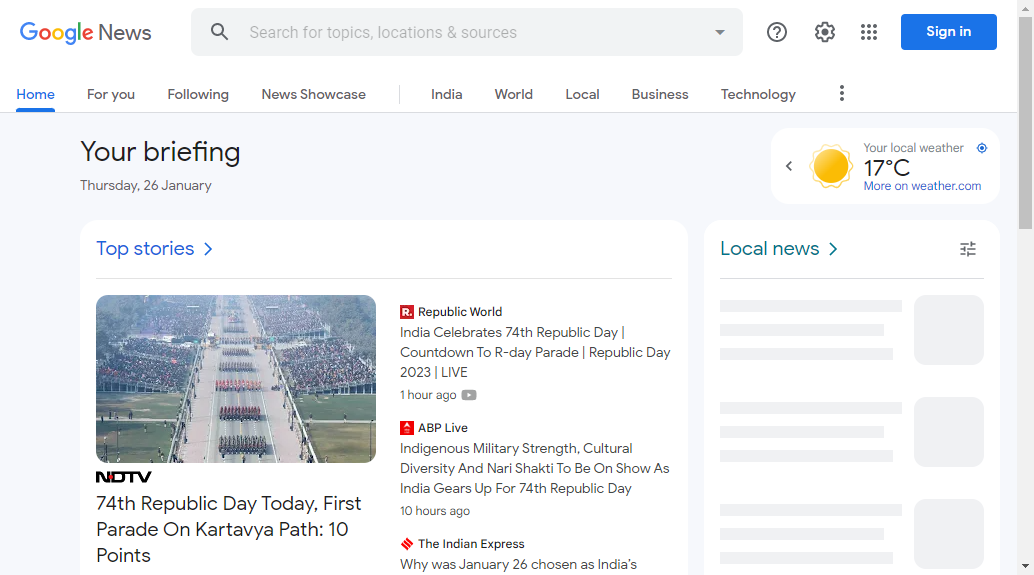 Google News
Search for topics, locations & sources
Sign in
Home
For you
Following
News Showcase
India
World
Local
Business
Technology
Your briefing
Thursday, 26 January
Your local weather
17°C
More on weather.com
Top stories
Local news
NDTV
74th Republic Day Today, First
Parade On Kartavya Path: 10
Points
R. Republic World
India Celebrates 74th Republic Day |
Countdown To R-day Parade | Republic Day
2023 | LIVE
1 hour ago
ABP Live
Indigenous Military Strength, Cultural
Diversity And Nari Shakti To Be On Show As
India Gears Up For 74th Republic Day
10 hours ago
The Indian Express
Why was January 26 chosen as India's